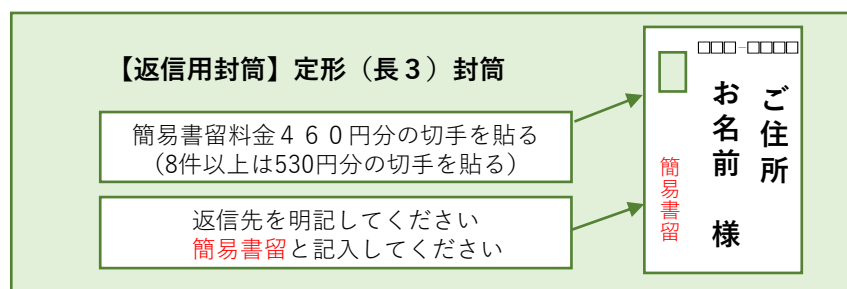 【返信用封筒】定形（長３）封筒
簡易書留料金４６０円分の切手を貼る
（8件以上は530円分の切手を貼る）
返信先を明記してください
簡易書留と記入してください
□□□-□□□□
ご住所
お名前 様
簡易書留